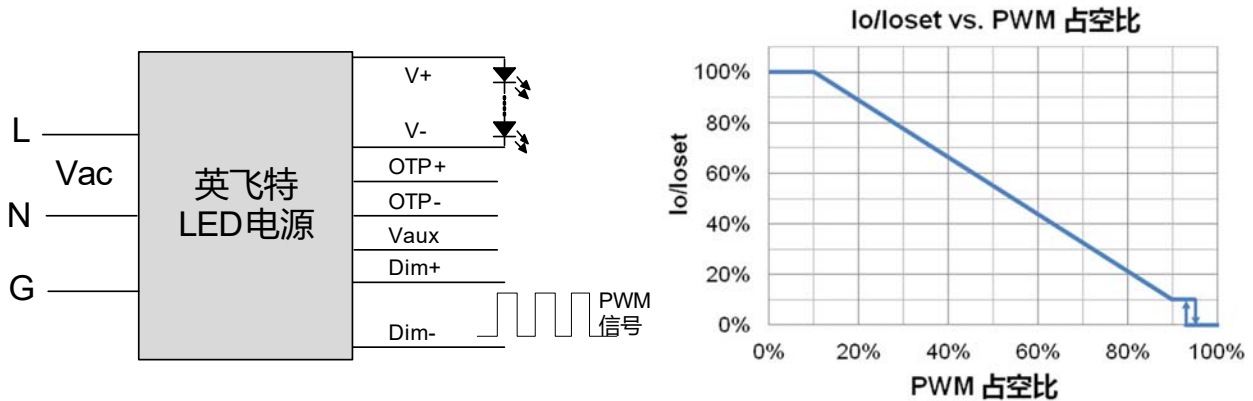 L
Vac
N
G
英飞特
LED电源
V+
V-
OTP+
OTP-
Vaux
Dim+
Dim-
PWM
信号
Io/Ioset vs. PWM 占空比
Io/Ioset
100%
80%
60%
40%
20%
0%
0% 20% 40% 60% 80% 100%
PWM 占空比